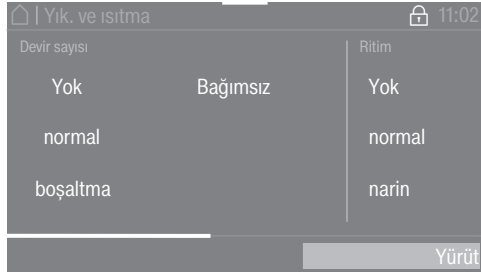 Yık. ve ısıtma 11:02
Devir sayısı Ritim
Yok Bağımsız Yok
normal normal
boşaltma narin
Yürüt